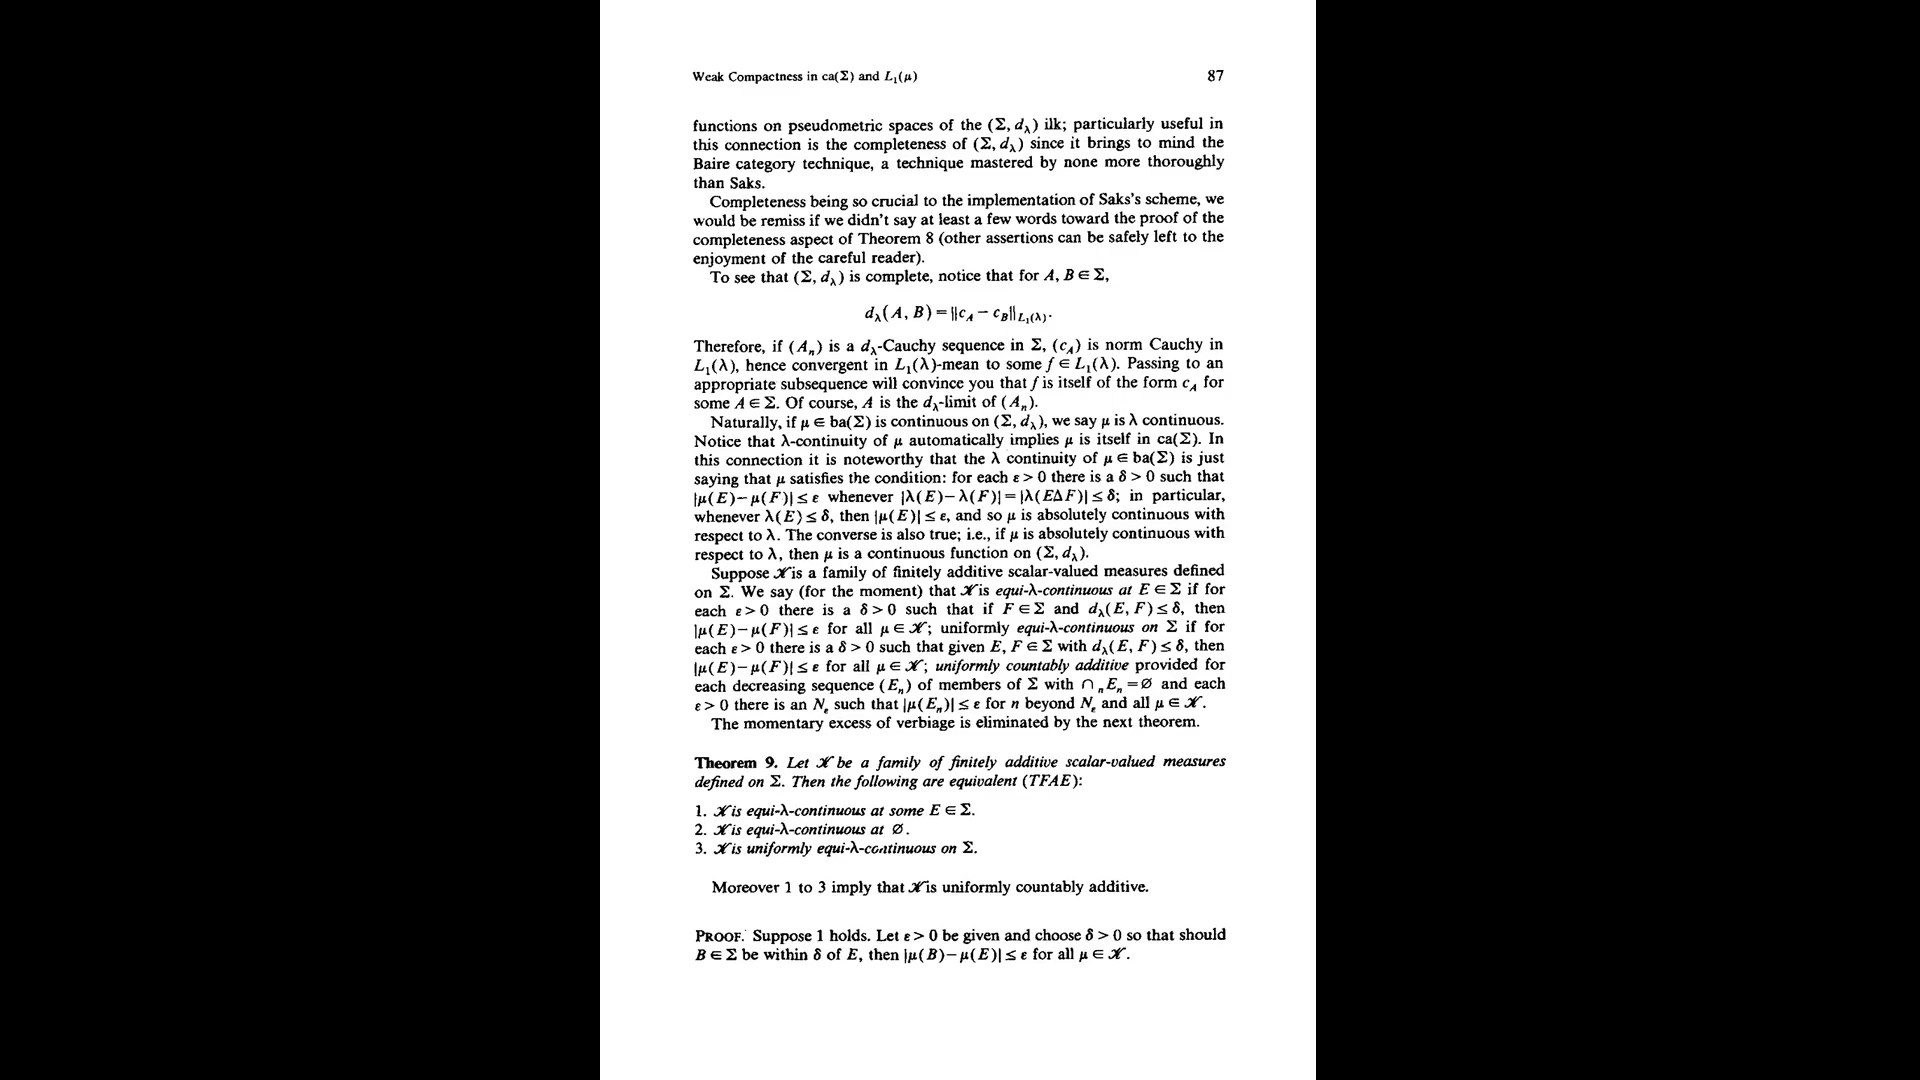 Weak Compactness in ca(Σ) and L₁(μ) 87
functions on pseudometric spaces of the (Σ, d_λ) ilk; particularly useful in
this connection is the completeness of (Σ, d_λ) since it brings to mind the
Baire category technique, a technique mastered by none more thoroughly
than Saks.
Completeness being so crucial to the implementation of Saks's scheme, we
would be remiss if we didn't say at least a few words toward the proof of the
completeness aspect of Theorem 8 (other assertions can be safely left to the
enjoyment of the careful reader).
To see that (Σ, d_λ) is complete, notice that for A, B ∈ Σ,
d_λ(A, B) = ‖c_A − c_B‖_{L₁(λ)}.
Therefore, if (A_n) is a d_λ-Cauchy sequence in Σ, (c_A) is norm Cauchy in
L₁(λ), hence convergent in L₁(λ)-mean to some f ∈ L₁(λ). Passing to an
appropriate subsequence will convince you that f is itself of the form c_A for
some A ∈ Σ. Of course, A is the d_λ-limit of (A_n).
Naturally, if μ ∈ ba(Σ) is continuous on (Σ, d_λ), we say μ is λ continuous.
Notice that λ-continuity of μ automatically implies μ is itself in ca(Σ). In
this connection it is noteworthy that the λ continuity of μ ∈ ba(Σ) is just
saying that μ satisfies the condition: for each ε > 0 there is a δ > 0 such that
|μ(E)−μ(F)| ≤ ε whenever |λ(E)−λ(F)| = |λ(EΔF)| ≤ δ; in particular,
whenever λ(E) ≤ δ, then |μ(E)| ≤ ε, and so μ is absolutely continuous with
respect to λ. The converse is also true; i.e., if μ is absolutely continuous with
respect to λ, then μ is a continuous function on (Σ, d_λ).
Suppose 𝒦 is a family of finitely additive scalar-valued measures defined
on Σ. We say (for the moment) that 𝒦 is equi-λ-continuous at E ∈ Σ if for
each ε > 0 there is a δ > 0 such that if F ∈ Σ and d_λ(E, F) ≤ δ, then
|μ(E)−μ(F)| ≤ ε for all μ ∈ 𝒦; uniformly equi-λ-continuous on Σ if for
each ε > 0 there is a δ > 0 such that given E, F ∈ Σ with d_λ(E, F) ≤ δ, then
|μ(E)−μ(F)| ≤ ε for all μ ∈ 𝒦; uniformly countably additive provided for
each decreasing sequence (E_n) of members of Σ with ∩_n E_n = ∅ and each
ε > 0 there is an N_ε such that |μ(E_n)| ≤ ε for n beyond N_ε and all μ ∈ 𝒦.
The momentary excess of verbiage is eliminated by the next theorem.
Theorem 9. Let 𝒦 be a family of finitely additive scalar-valued measures
defined on Σ. Then the following are equivalent (TFAE):
1. 𝒦 is equi-λ-continuous at some E ∈ Σ.
2. 𝒦 is equi-λ-continuous at ∅.
3. 𝒦 is uniformly equi-λ-continuous on Σ.
Moreover 1 to 3 imply that 𝒦 is uniformly countably additive.
PROOF. Suppose 1 holds. Let ε > 0 be given and choose δ > 0 so that should
B ∈ Σ be within δ of E, then |μ(B)−μ(E)| ≤ ε for all μ ∈ 𝒦.